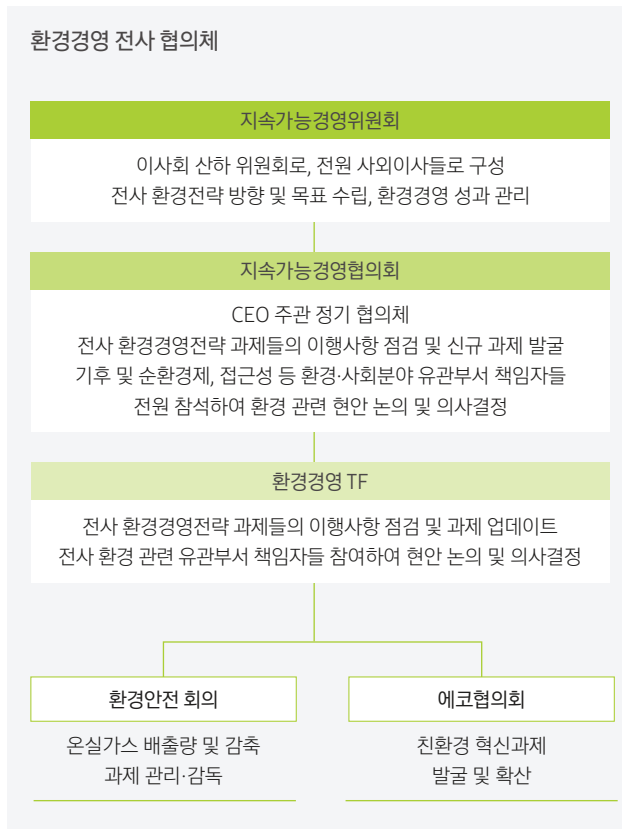 환경경영 전사 협의체
지속가능경영위원회
이사회 산하 위원회로, 전원 사외이사들로 구성
전사 환경전략 방향 및 목표 수립, 환경경영 성과 관리
지속가능경영협의회
CEO 주관 정기 협의체
전사 환경경영전략 과제들의 이행사항 점검 및 신규 과제 발굴
기후 및 순환경제, 접근성 등 환경·사회분야 유관부서 책임자들
전원 참석하여 환경 관련 현안 논의 및 의사결정
환경경영 TF
전사 환경경영전략 과제들의 이행사항 점검 및 과제 업데이트
전사 환경 관련 유관부서 책임자들 참여하여 현안 논의 및 의사결정
환경안전 회의
온실가스 배출량 및 감축
과제 관리·감독
에코협의회
친환경 혁신과제
발굴 및 확산